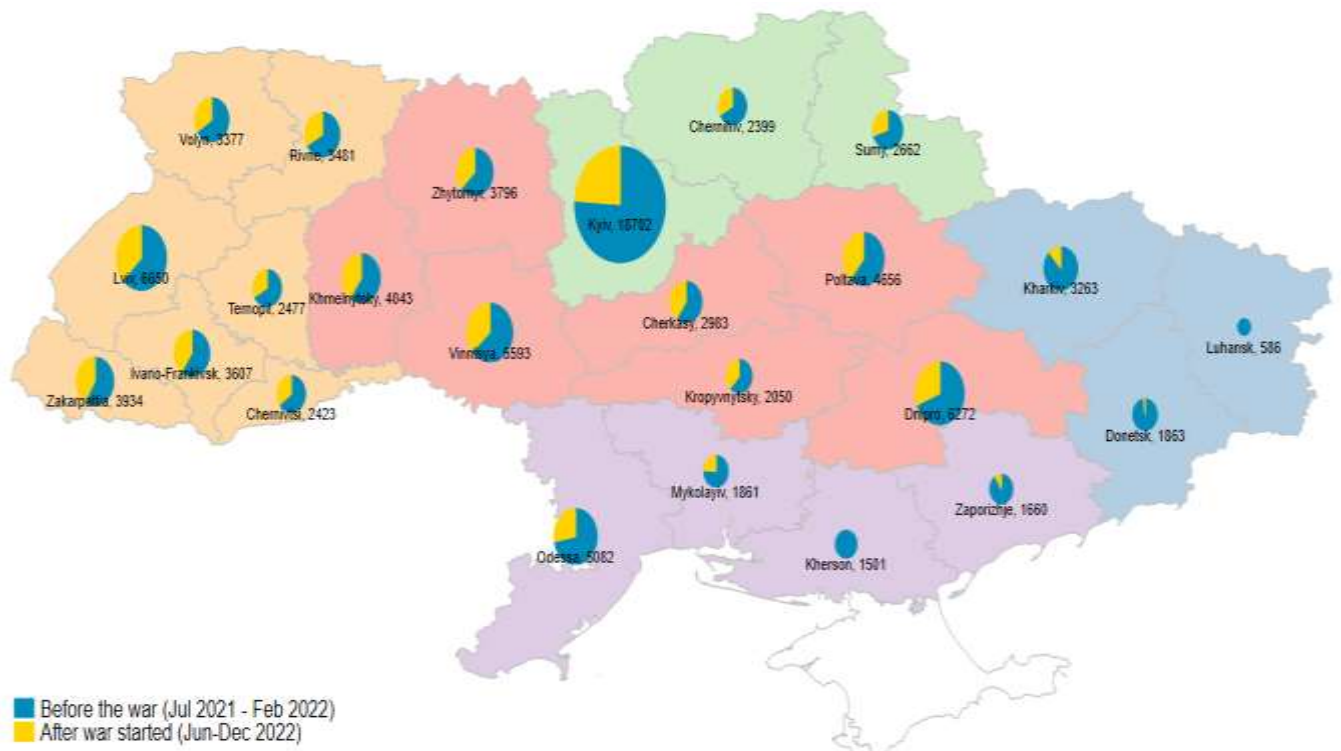 Chernihiv, 2399
Volyn, 3377
Rivne, 3481
Sumy, 2662
Zhytomyr, 3796
Kyiv, 18702
Lviv, 6650
Ternopil, 2477
Khmelnytsky, 4043
Poltava, 4656
Kharkiv, 3263
Cherkasy, 2983
Vinnitsya, 5593
Luhansk, 586
Ivano-Frankivsk, 3607
Zakarpattia, 3934
Chernivtsi, 2423
Kropyvnytsky, 2050
Dnipro, 6272
Donetsk, 1863
Mykolayiv, 1861
Zaporizhje, 1660
Odessa, 5082
Kherson, 1501
Before the war (Jul 2021 - Feb 2022)
After war started (Jun-Dec 2022)